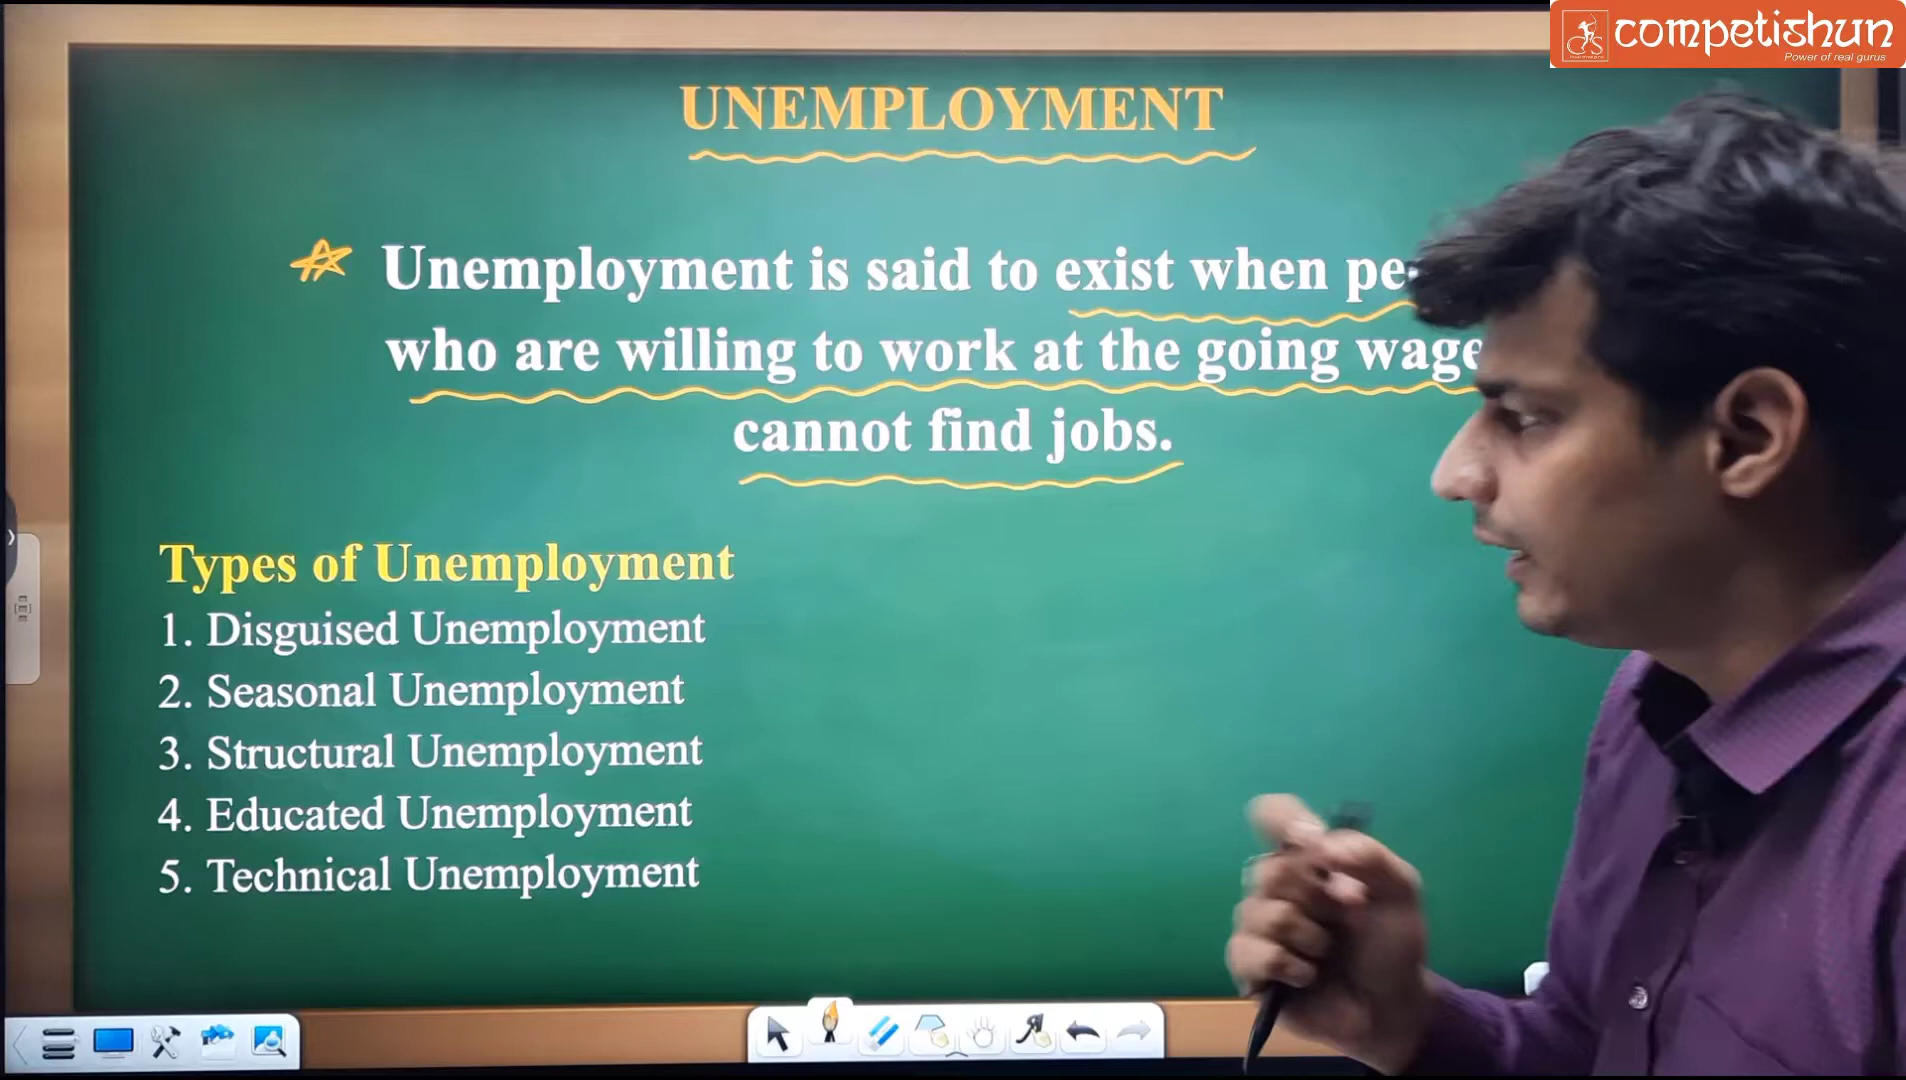 competishun
Power of real gurus
UNEMPLOYMENT
Unemployment is said to exist when
who are willing to work at the going wage
cannot find jobs.
Types of Unemployment
1. Disguised Unemployment
2. Seasonal Unemployment
3. Structural Unemployment
4. Educated Unemployment
5. Technical Unemployment